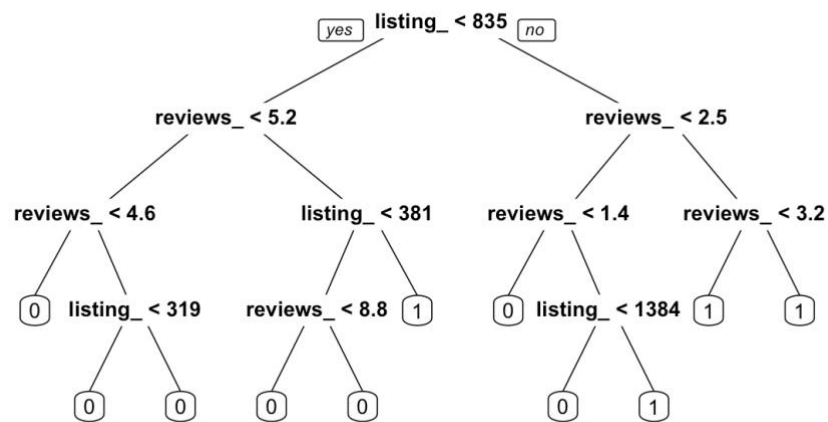 yes listing_ < 835 no
reviews_ < 5.2 reviews_ < 2.5
reviews_ < 4.6 listing_ < 381 reviews_ < 1.4 reviews_ < 3.2
0 listing_ < 319 reviews_ < 8.8 1 0 listing_ < 1384 1 1
0 0 0 0 0 1